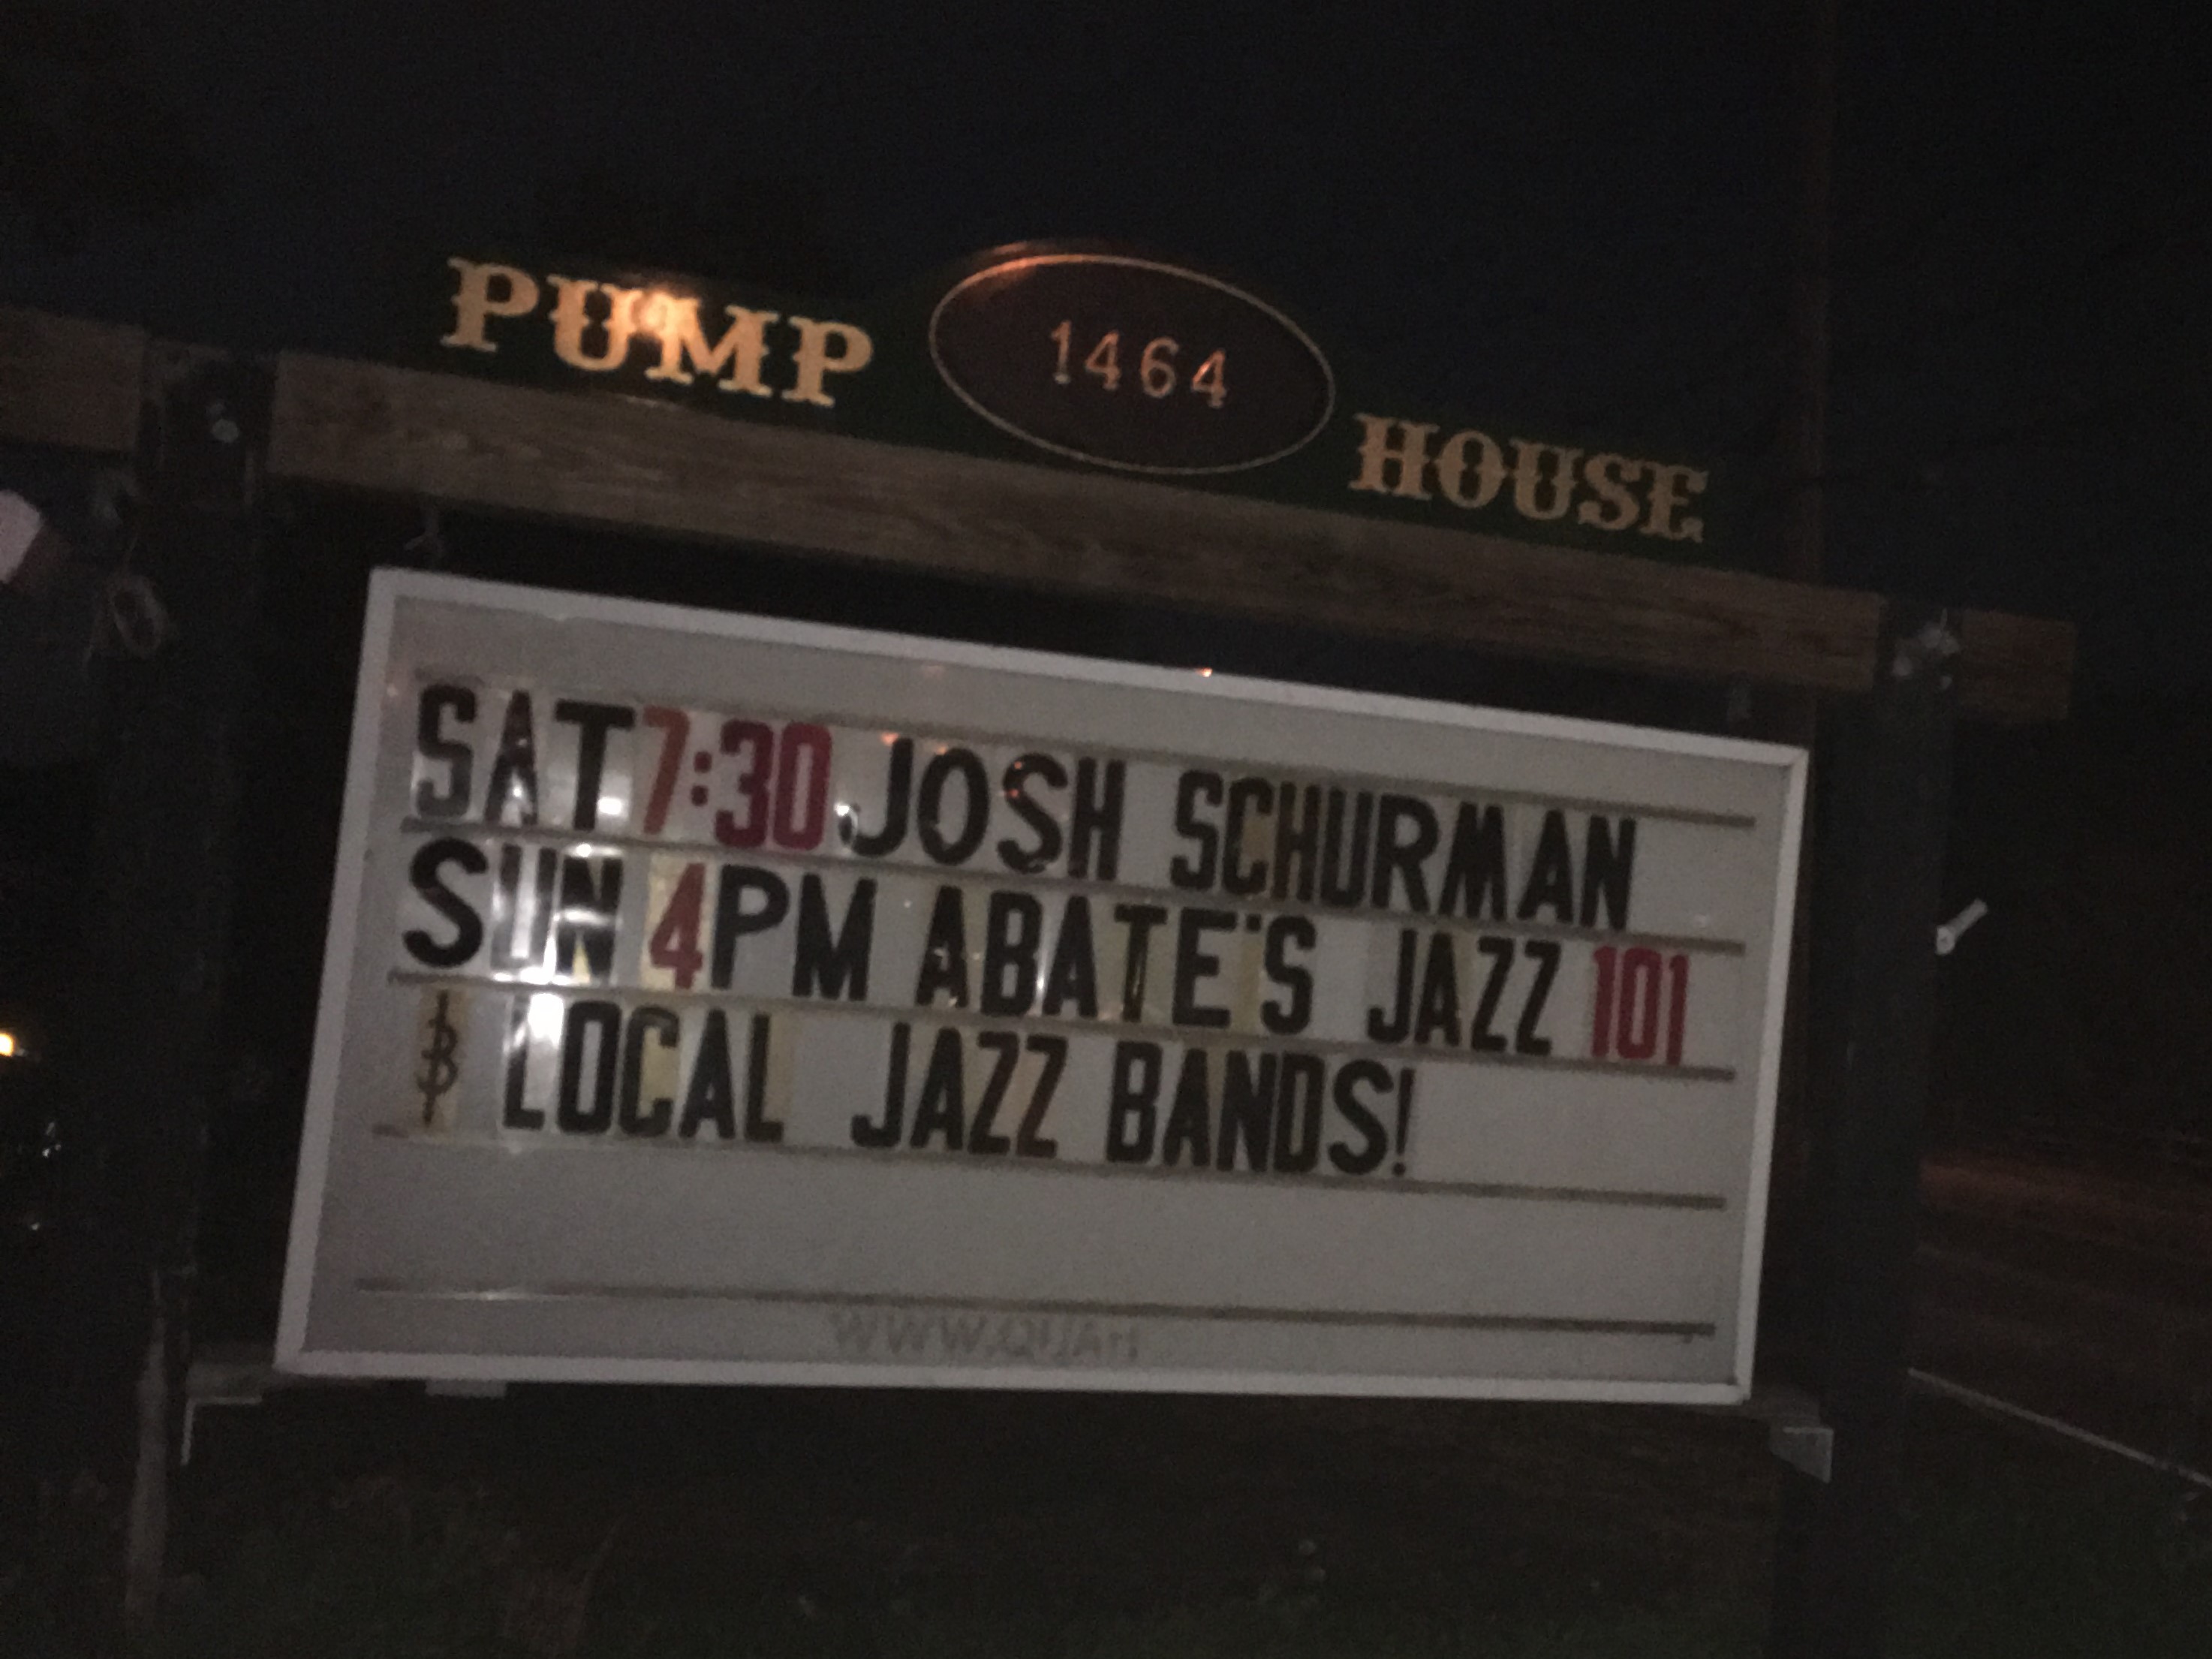 PUMP 1464 HOUSE
SAT 7:30 JOSH SCHURMAN
SUN 4PM ABATE'S JAZZ 101
$ LOCAL JAZZ BANDS!